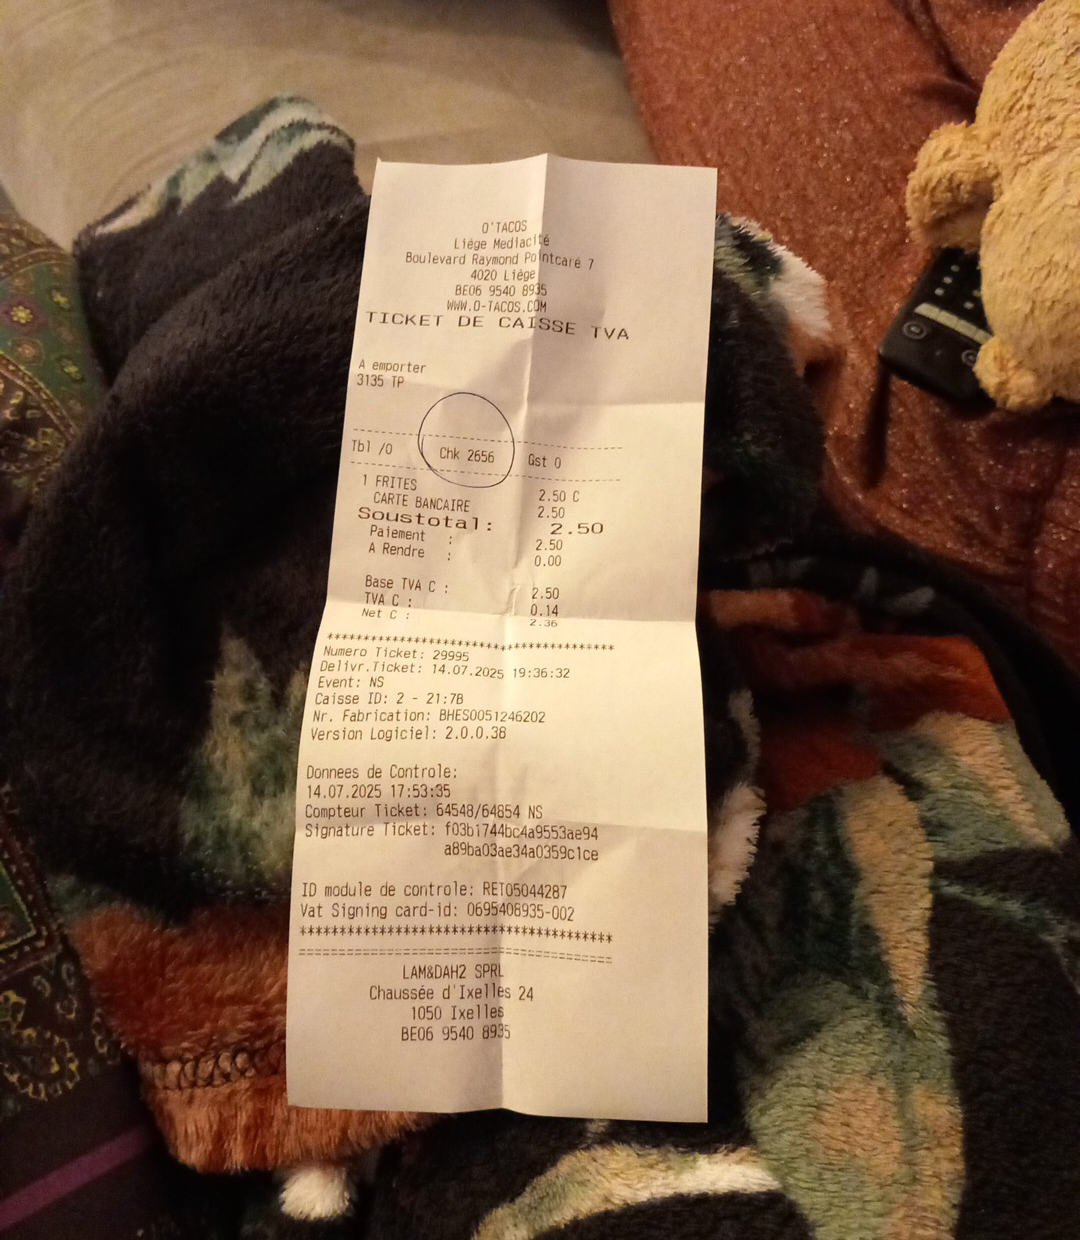 O'TACOS
Liège Mediacité
Boulevard Raymond Pointcaré 7
4020 Liège
BE06 9540 8935
WWW.O-TACOS.COM
TICKET DE CAISSE TVA
A emporter
3135 TP
Tbl /0 Chk 2656 Gst 0
1 FRITES 2.50 C
CARTE BANCAIRE 2.50
Soustotal: 2.50
Paiement : 2.50
A Rendre : 0.00
Base TVA C : 2.50
TVA C : 0.14
Net C : 2.36
****************************************
Numero Ticket: 29995
Delivr.Ticket: 14.07.2025 19:36:32
Event: NS
Caisse ID: 2 - 21:7B
Nr. Fabrication: BHES0051246202
Version Logiciel: 2.0.0.36
Donnees de Controle:
14.07.2025 17:53:35
Compteur Ticket: 64548/64854 NS
Signature Ticket: f03b1744bc4a9553ae94
a89ba03ae34a0359c1ce
ID module de controle: RET05044287
Vat Signing card-id: 0695408935-002
****************************************
========================================
LAM&DAH2 SPRL
Chaussée d'Ixelles 24
1050 Ixelles
BE06 9540 8935